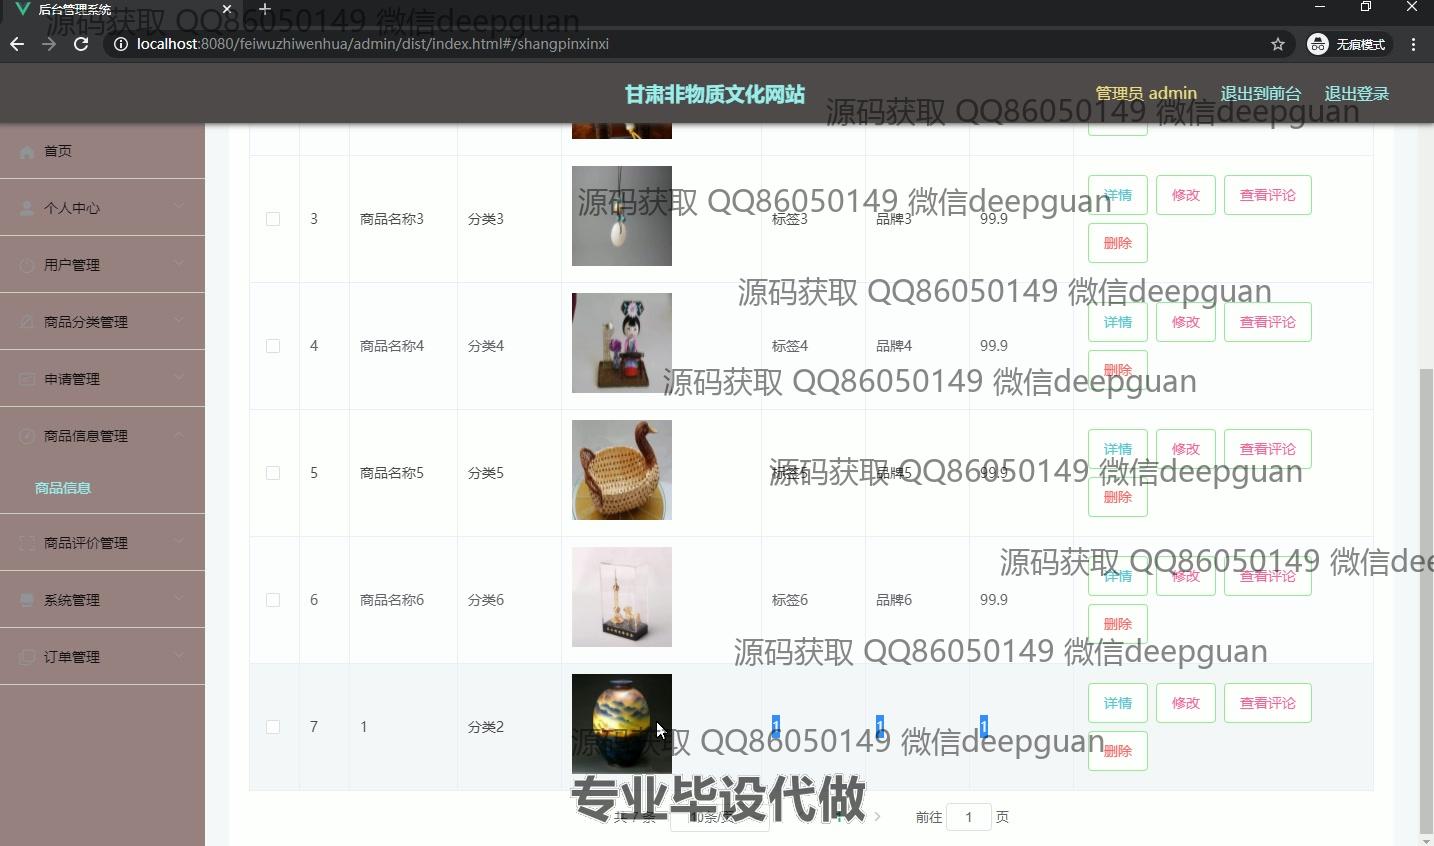 后台管理系统
源码获取 QQ86050149 微信deepguan
localhost:8080/feiwuzhiwenhua/admin/dist/index.html#/shangpinxinxi
无痕模式
甘肃非物质文化网站
管理员 admin
退出到前台
退出登录
源码获取 QQ86050149 微信deepguan
首页
个人中心
用户管理
商品分类管理
申请管理
商品信息管理
商品信息
商品评价管理
系统管理
订单管理
3 商品名称3 分类3 标签3 品牌3 99.9 详情 修改 查看评论
删除
源码获取 QQ86050149 微信deepguan
源码获取 QQ86050149 微信deepguan
4 商品名称4 分类4 标签4 品牌4 99.9 详情 修改 查看评论
删除
源码获取 QQ86050149 微信deepguan
5 商品名称5 分类5 标签5 品牌5 99.9 详情 修改 查看评论
删除
源码获取 QQ86050149 微信deepguan
源码获取 QQ86050149 微信dee
6 商品名称6 分类6 标签6 品牌6 99.9 详情 修改 查看评论
删除
源码获取 QQ86050149 微信deepguan
7 1 分类2 1 1 1 详情 修改 查看评论
删除
源码获取 QQ86050149 微信deepguan
专业毕设代做
共 7 条 10条/页 1 前往 1 页